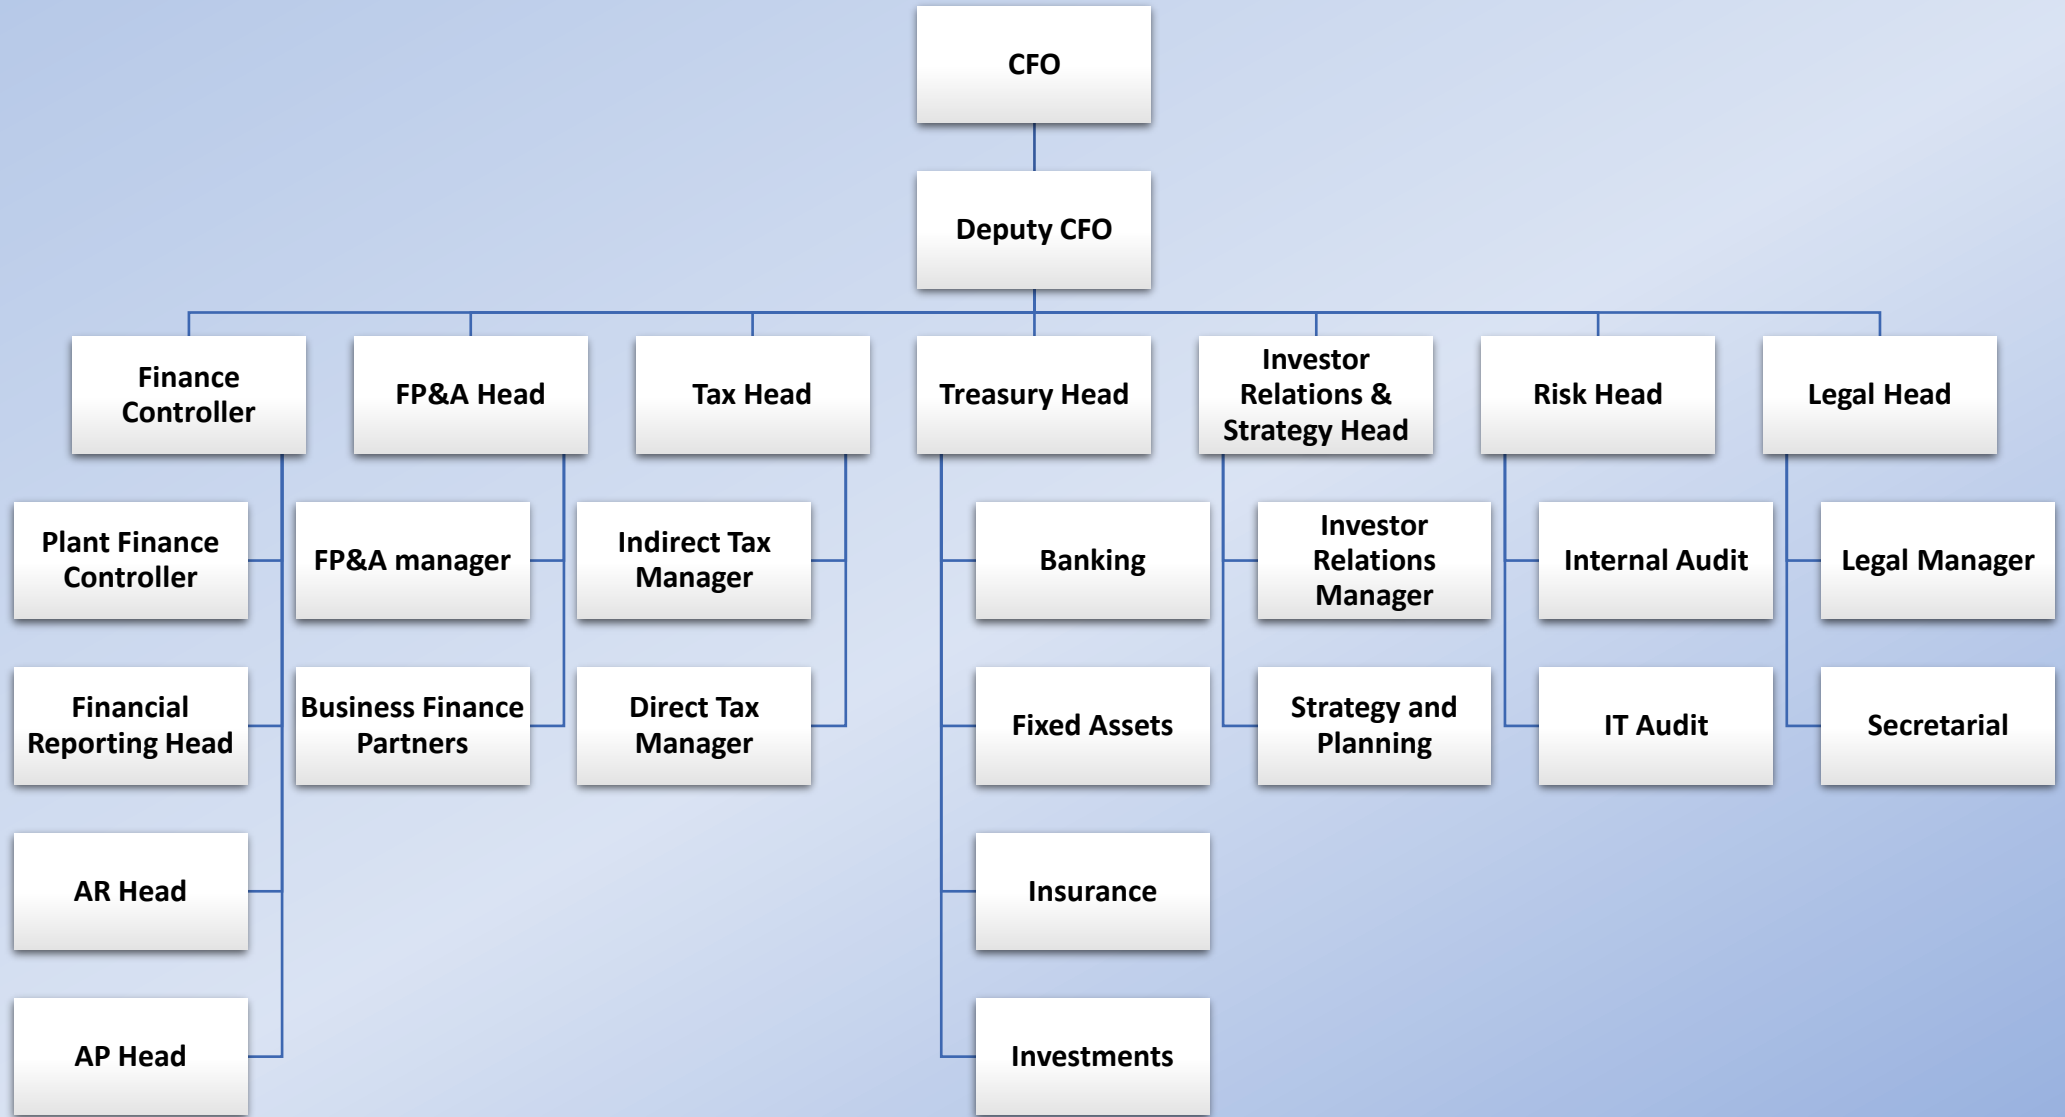 CFO
Deputy CFO
Finance
Controller
FP&A Head
Tax Head
Treasury Head
Investor
Relations &
Strategy Head
Risk Head
Legal Head
Plant Finance
Controller
FP&A manager
Indirect Tax
Manager
Banking
Investor
Relations
Manager
Internal Audit
Legal Manager
Financial
Reporting Head
Business Finance
Partners
Direct Tax
Manager
Fixed Assets
Strategy and
Planning
IT Audit
Secretarial
AR Head
Insurance
AP Head
Investments